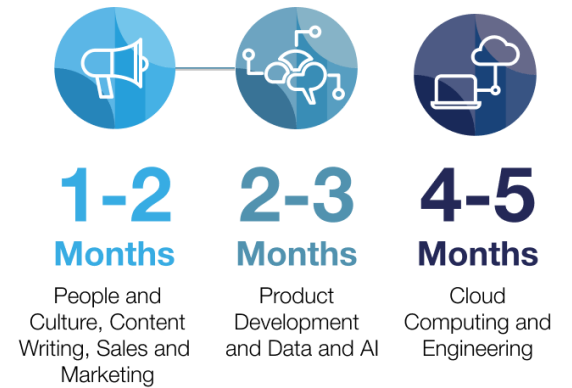 1-2
Months
People and
Culture, Content
Writing, Sales and
Marketing
2-3
Months
Product
Development
and Data and AI
4-5
Months
Cloud
Computing and
Engineering